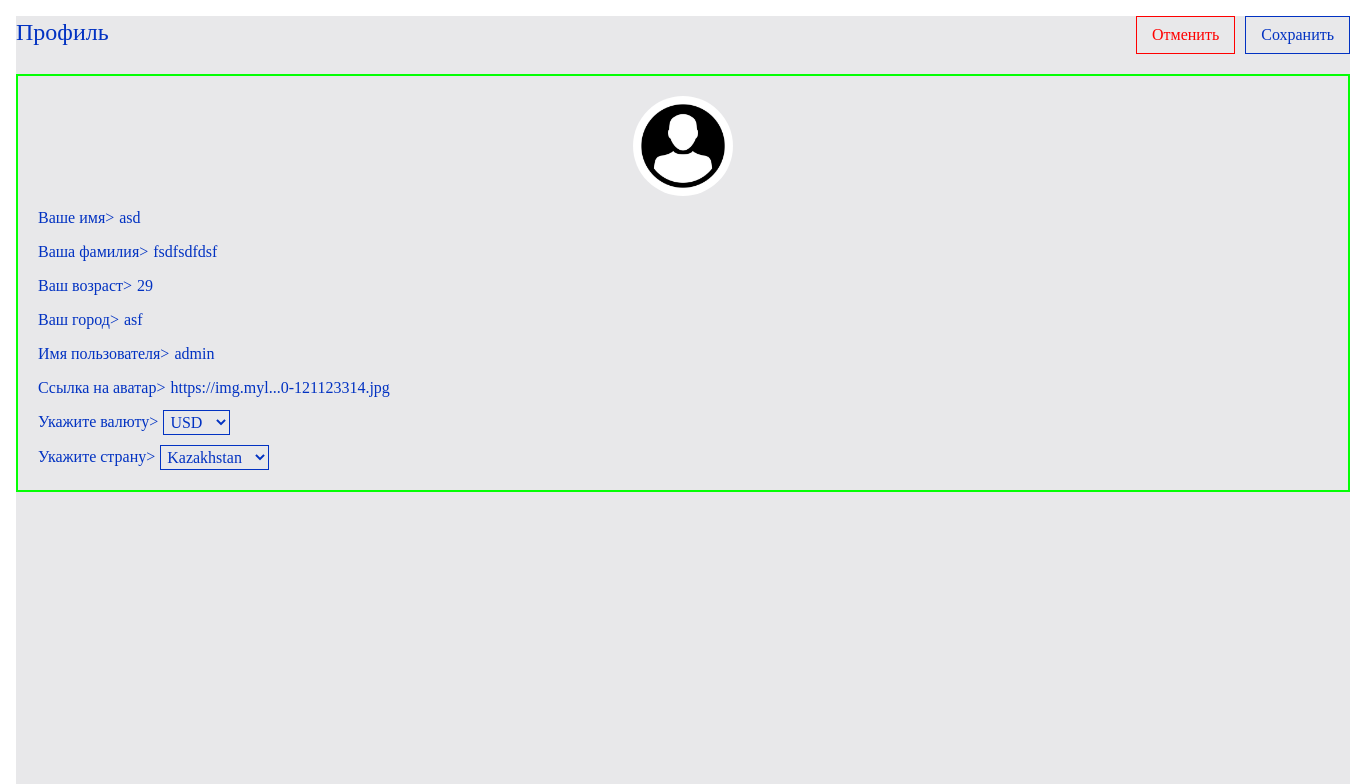 Профиль
Отменить
Сохранить
Ваше имя> asd
Ваша фамилия> fsdfsdfdsf
Ваш возраст> 29
Ваш город> asf
Имя пользователя> admin
Ссылка на аватар> https://img.myl...0-121123314.jpg
Укажите валюту> USD
Укажите страну> Kazakhstan